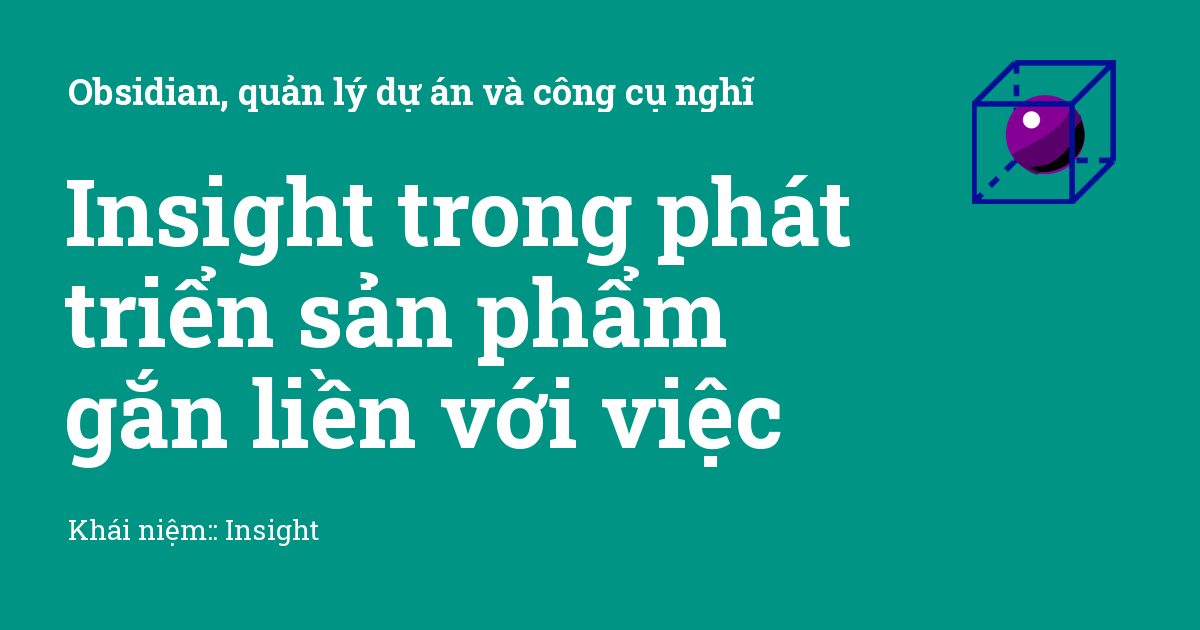 Obsidian, quản lý dự án và công cụ nghĩ
Insight trong phát
triển sản phẩm
gắn liền với việc
Khái niệm:: Insight